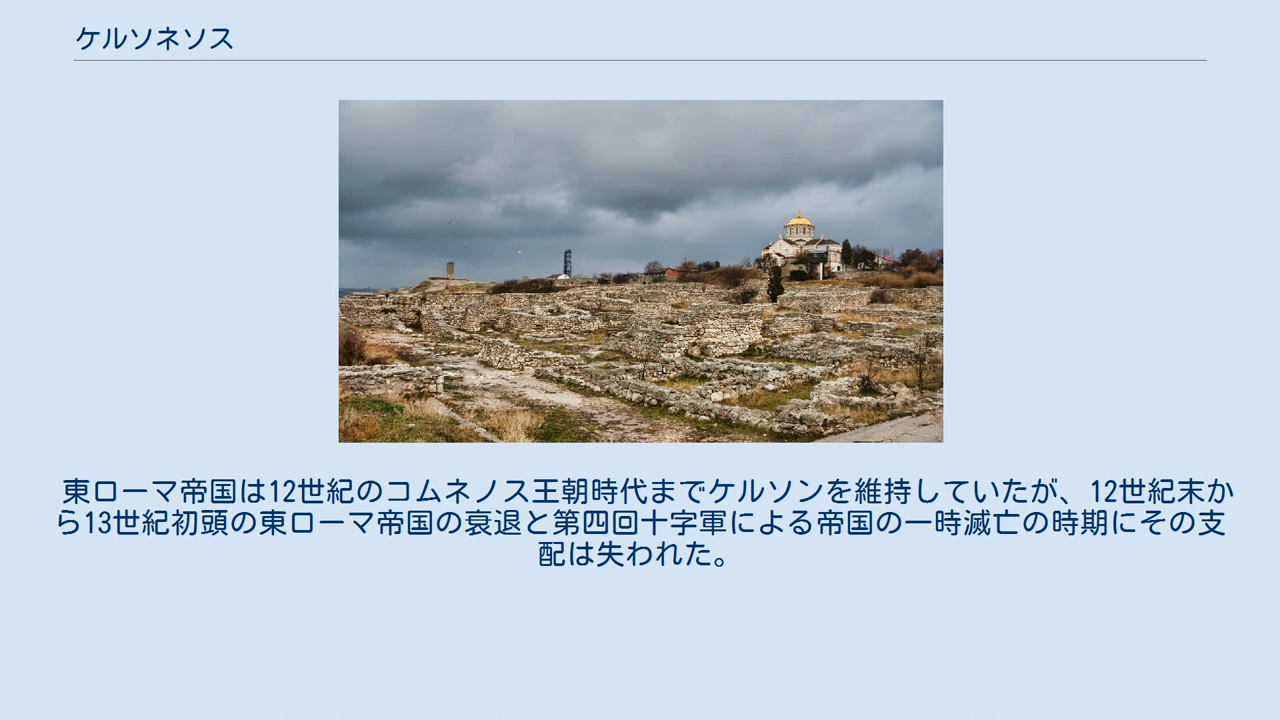 ケルソネソス
東ローマ帝国は12世紀のコムネノス王朝時代までケルソンを維持していたが、12世紀末か
ら13世紀初頭の東ローマ帝国の衰退と第四回十字軍による帝国の一時滅亡の時期にその支
配は失われた。